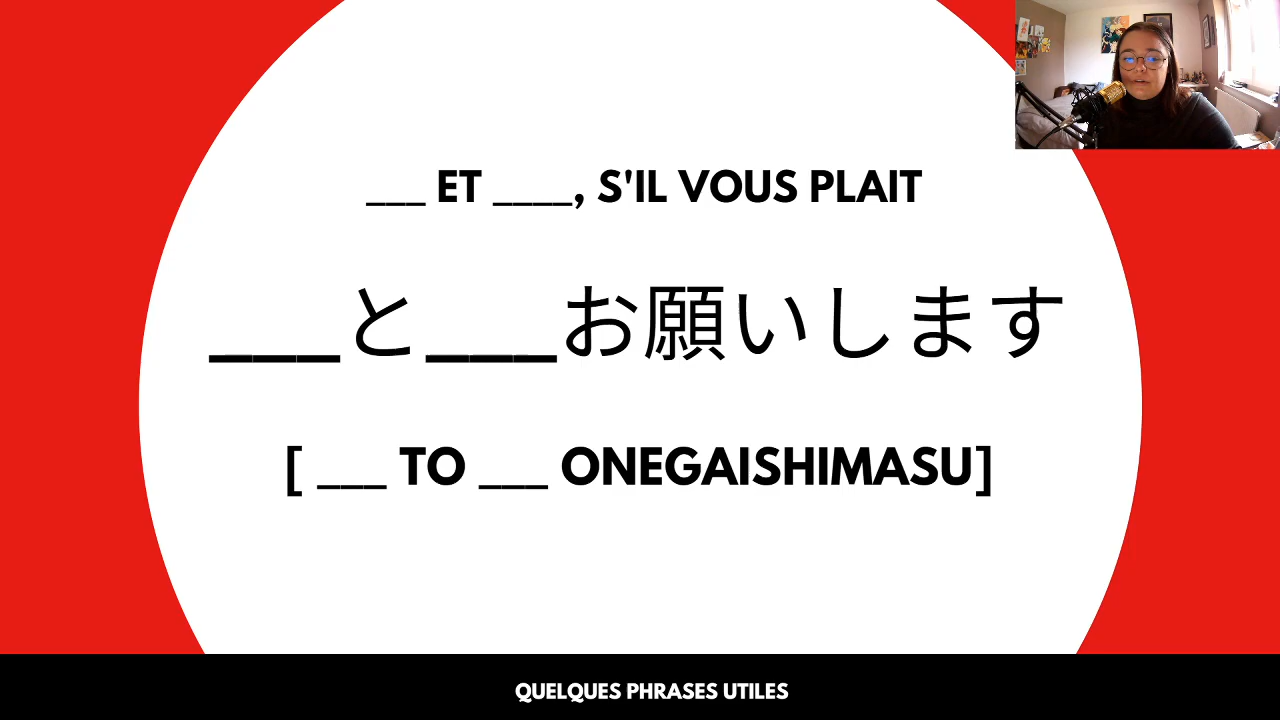 ___ ET ____, S'IL VOUS PLAIT
___と___お願いします
[ ___ TO ___ ONEGAISHIMASU]
QUELQUES PHRASES UTILES